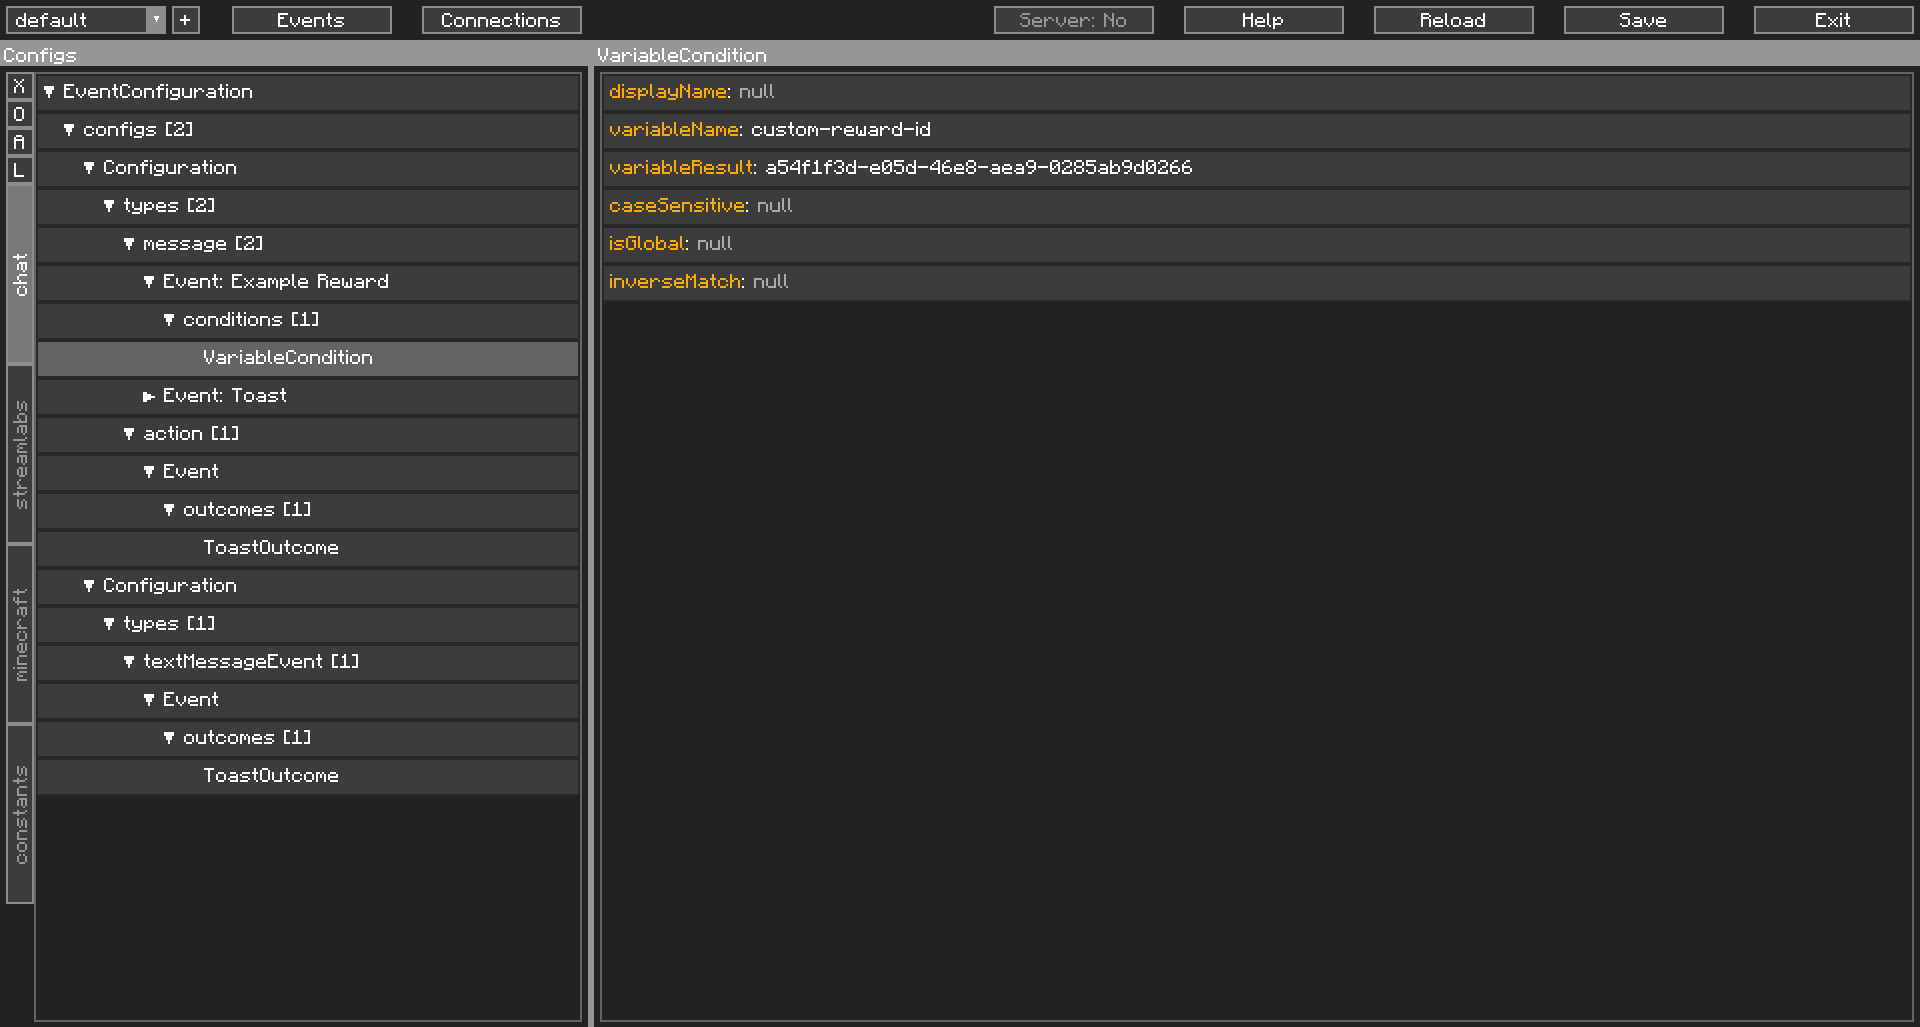 default ▼ + Events Connections Server: No Help Reload Save Exit
Configs
VariableCondition
X
O
A
L
chat
streamlabs
minecraft
constants
▼ EventConfiguration
▼ configs [2]
▼ Configuration
▼ types [2]
▼ message [2]
▼ Event: Example Reward
▼ conditions [1]
VariableCondition
▶ Event: Toast
▼ action [1]
▼ Event
▼ outcomes [1]
ToastOutcome
▼ Configuration
▼ types [1]
▼ textMessageEvent [1]
▼ Event
▼ outcomes [1]
ToastOutcome
displayName: null
variableName: custom-reward-id
variableResult: a54f1f3d-e05d-46e8-aea9-0285ab9d0266
caseSensitive: null
isGlobal: null
inverseMatch: null